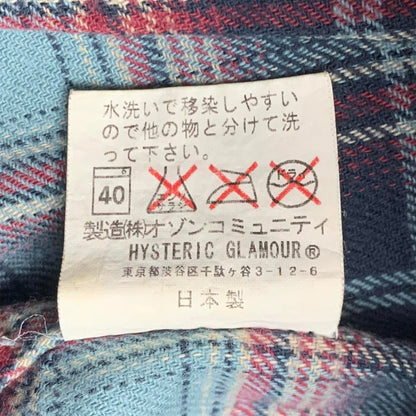 水洗いで移染しやすい
ので他の物と分けて洗
って下さい。
40
製造(株)オゾンコミュニティ
HYSTERIC GLAMOUR®
東京都渋谷区千駄ヶ谷3-12-6
日本製